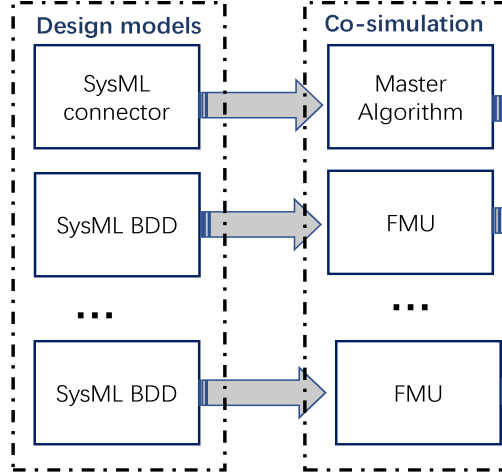 Design models
SysML
connector
SysML BDD
...
SysML BDD
Co-simulation
Master
Algorithm
FMU
...
FMU